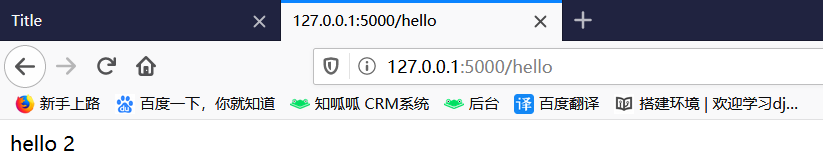 Title
127.0.0.1:5000/hello
127.0.0.1:5000/hello
新手上路 百度一下，你就知道 知呱呱 CRM系统 后台 译 百度翻译 搭建环境 | 欢迎学习dj...
hello 2